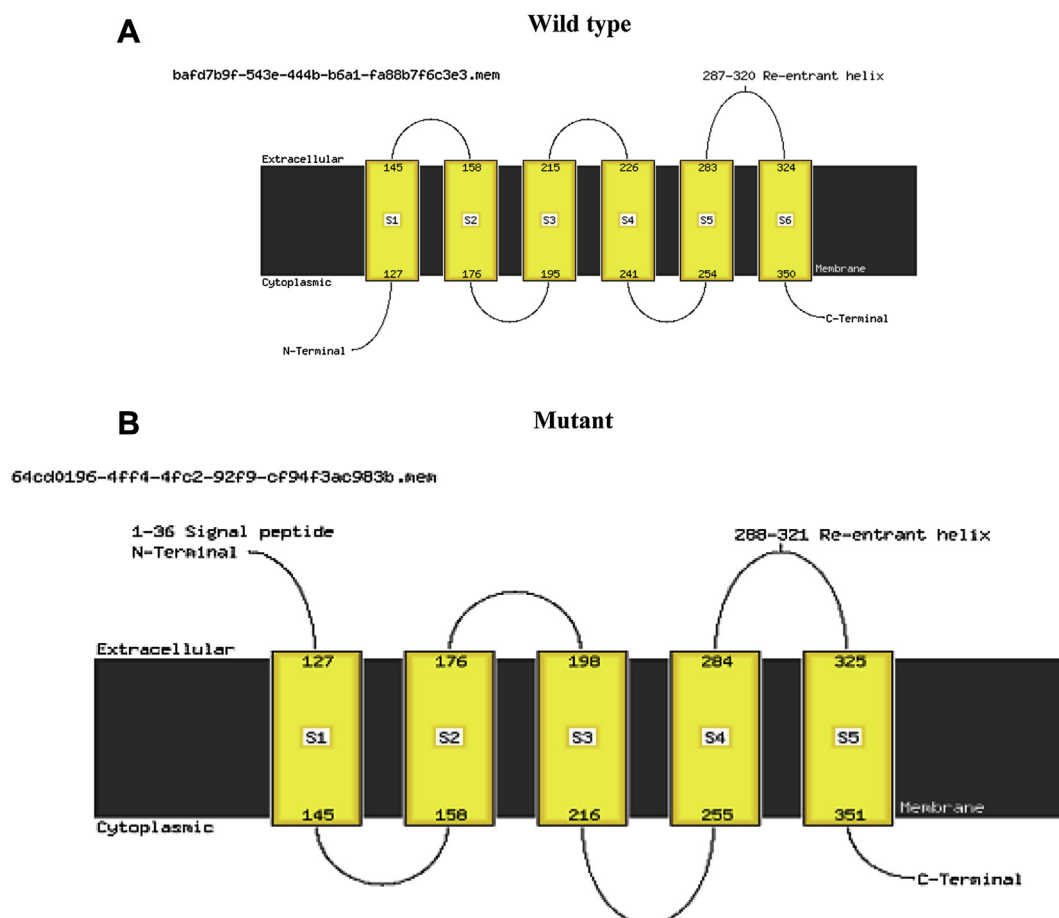 A
Wild type
bafd7b9f-543e-444b-b6a1-fa88b7f6c3e3.mem
287-320 Re-entrant helix
Extracellular
145 158 215 226 283 324
S1 S2 S3 S4 S5 S6
127 176 195 241 254 350
Membrane
Cytoplasmic
C-Terminal
N-Terminal
B
Mutant
64cd0196-4ff4-4fc2-92f9-cf94f3ac983b.mem
1-36 Signal peptide
N-Terminal
288-321 Re-entrant helix
Extracellular
127 176 198 284 325
S1 S2 S3 S4 S5
145 158 216 255 351
Membrane
Cytoplasmic
C-Terminal